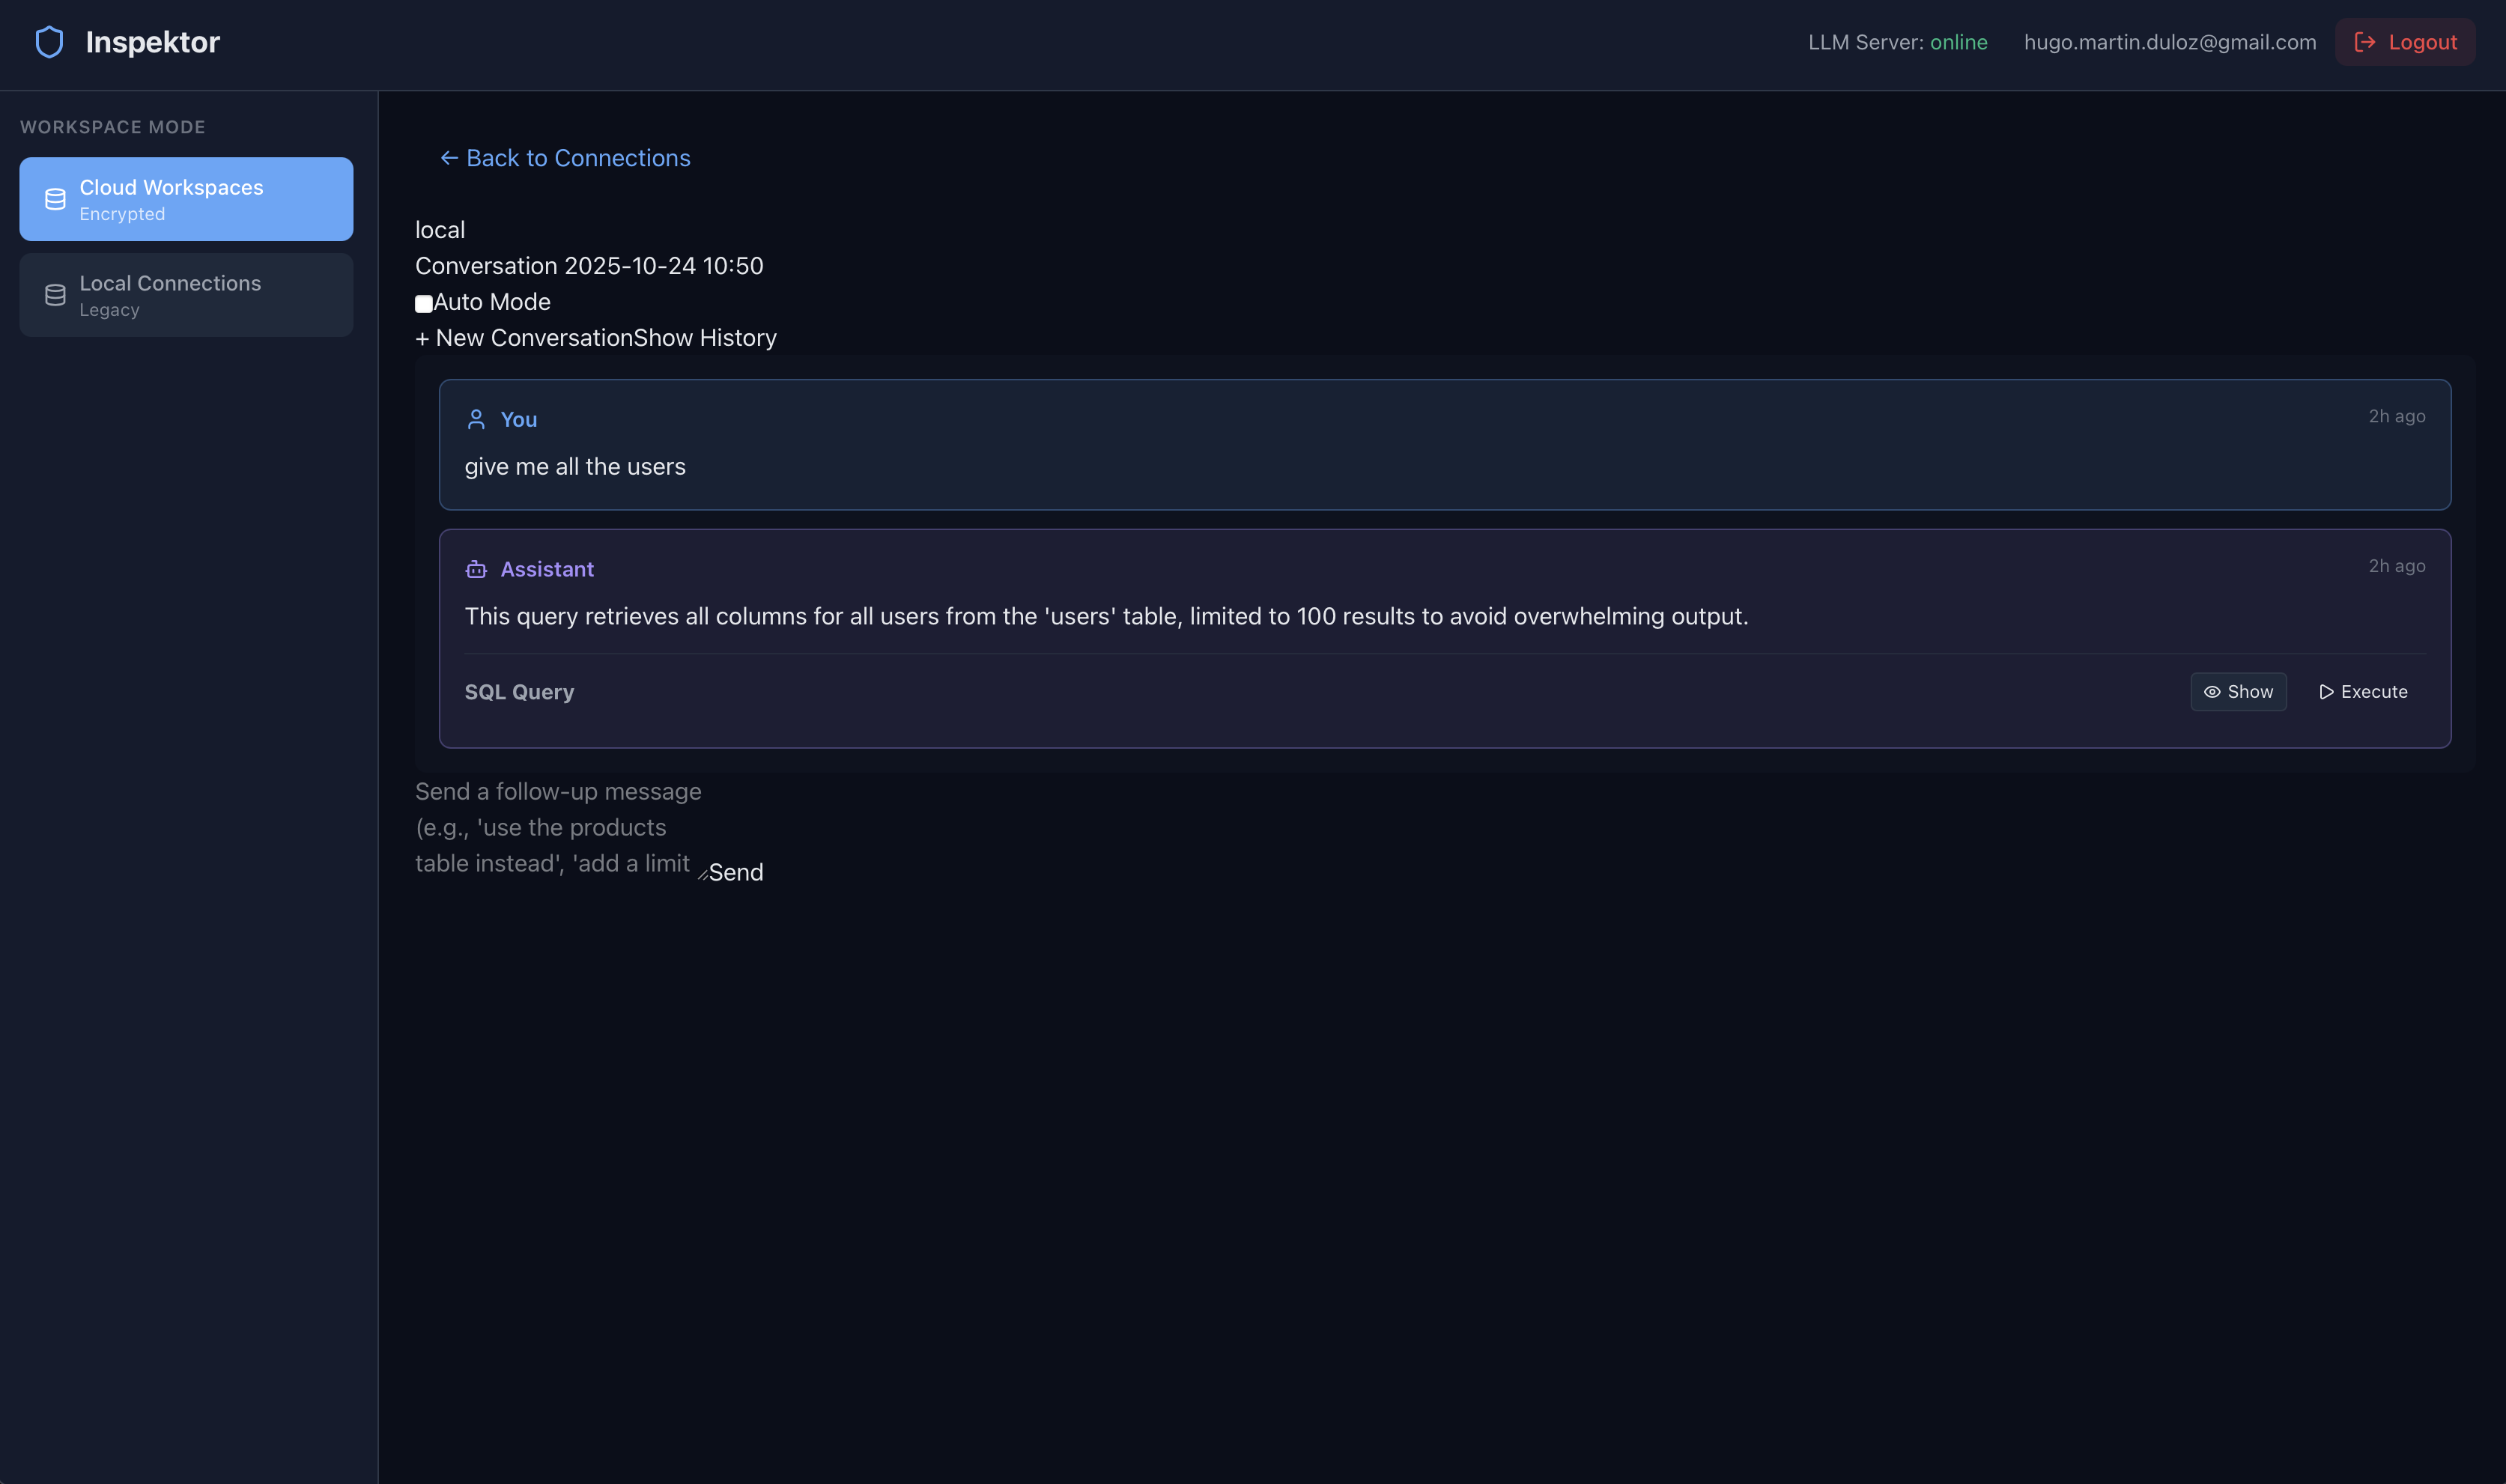 Inspektor
LLM Server: online
hugo.martin.duloz@gmail.com
Logout
WORKSPACE MODE
Cloud Workspaces
Encrypted
Local Connections
Legacy
← Back to Connections
local
Conversation 2025-10-24 10:50
Auto Mode
+ New ConversationShow History
You
2h ago
give me all the users
Assistant
2h ago
This query retrieves all columns for all users from the 'users' table, limited to 100 results to avoid overwhelming output.
SQL Query
Show
Execute
Send a follow-up message
(e.g., 'use the products
table instead', 'add a limit
Send